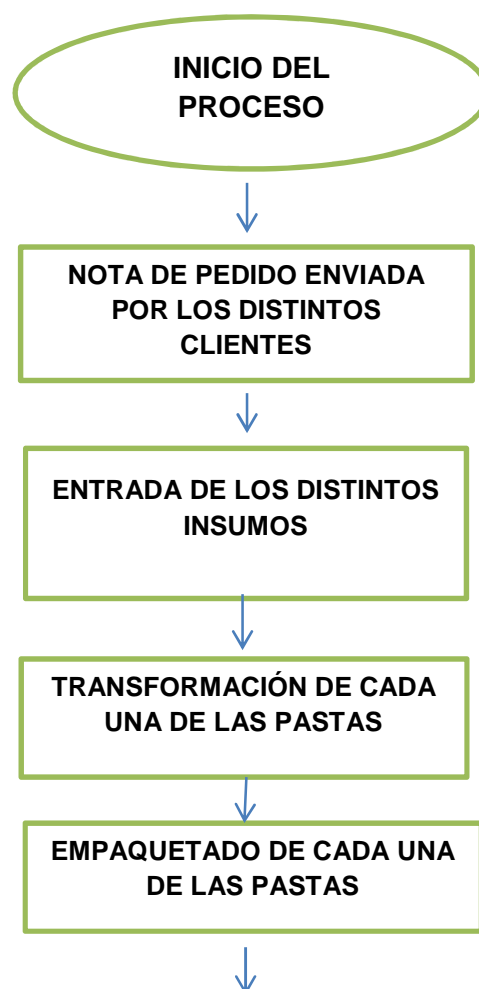 INICIO DEL
PROCESO
NOTA DE PEDIDO ENVIADA
POR LOS DISTINTOS
CLIENTES
ENTRADA DE LOS DISTINTOS
INSUMOS
TRANSFORMACIÓN DE CADA
UNA DE LAS PASTAS
EMPAQUETADO DE CADA UNA
DE LAS PASTAS